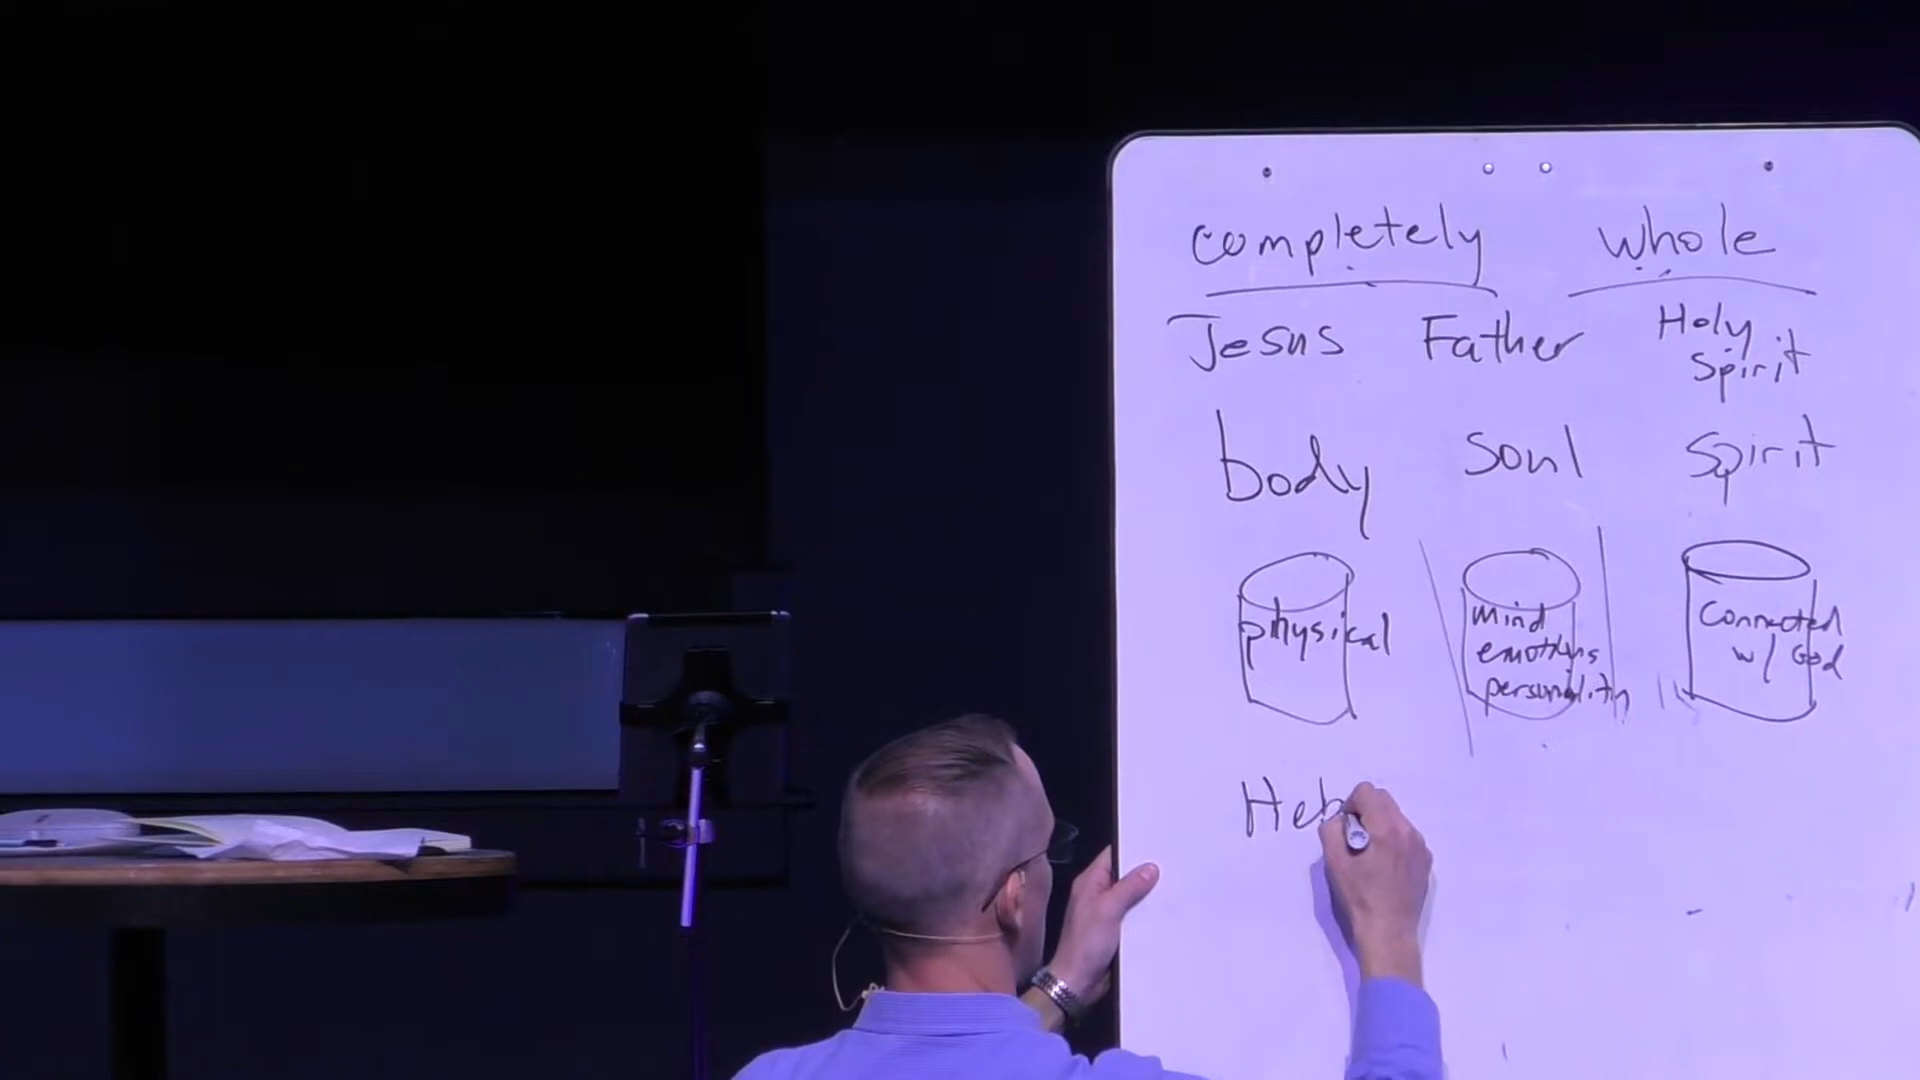 completely whole
Jesus Father Holy Spirit
body soul spirit
physical
Mind
emotions
personality
Connected
w/ God
Heb